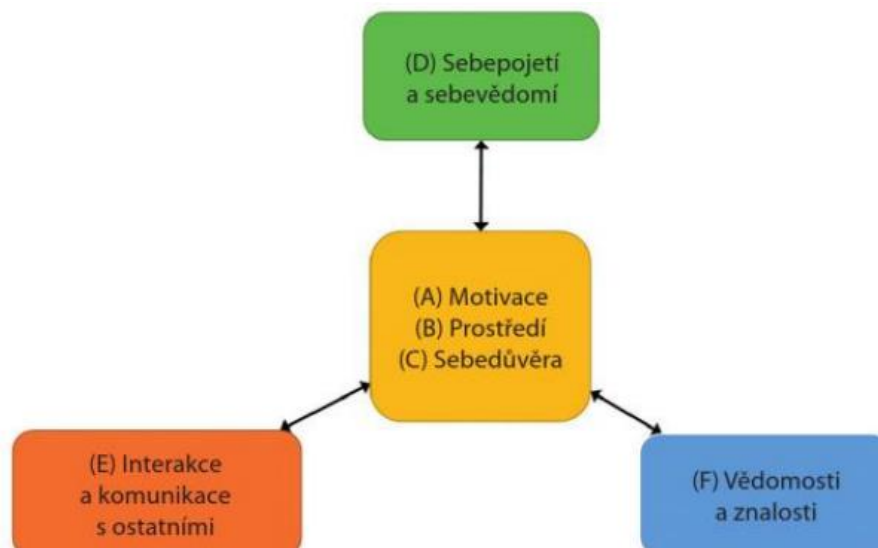 (D) Sebepojetí
a sebevědomí
(A) Motivace
(B) Prostředí
(C) Sebedůvěra
(E) Interakce
a komunikace
s ostatními
(F) Vědomosti
a znalosti